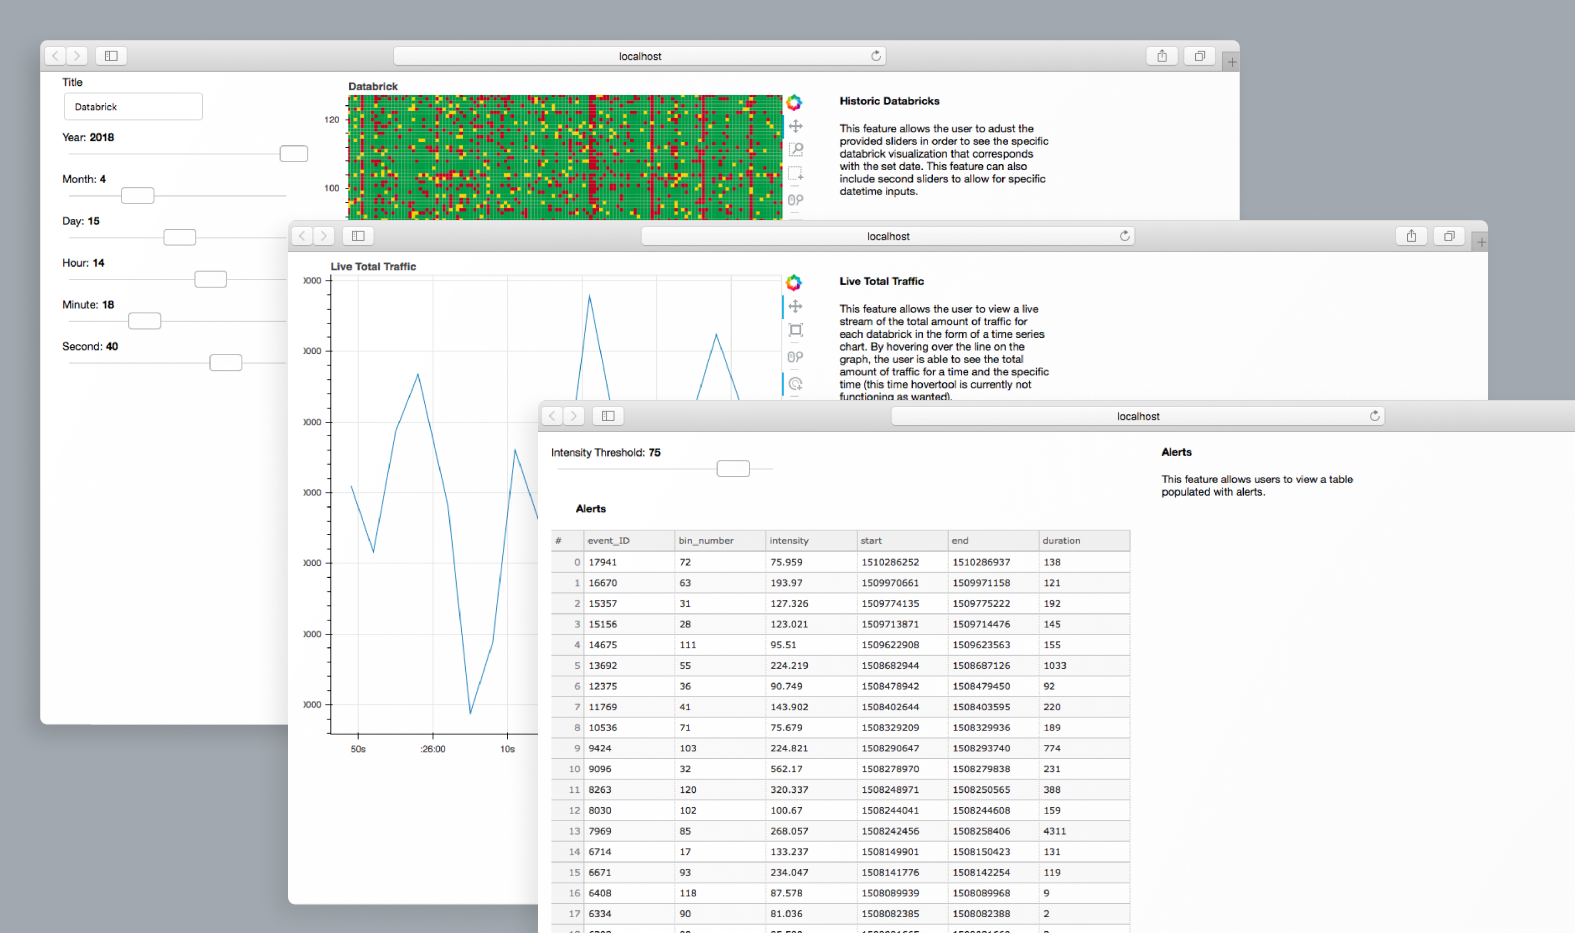 localhost
Title
Databrick
Year: 2018
Month: 4
Day: 15
Hour: 14
Minute: 18
Second: 40
Databrick
120
100
Historic Databricks
This feature allows the user to adust the
provided sliders in order to see the specific
databrick visualization that corresponds
with the set date. This feature can also
include second sliders to allow for specific
datetime inputs.
localhost
Live Total Traffic
0000
0000
0000
0000
0000
0000
0000
50s
:26:00
10s
Live Total Traffic
This feature allows the user to view a live
stream of the total amount of traffic for
each databrick in the form of a time series
chart. By hovering over the line on the
graph, the user is able to see the total
amount of traffic for a time and the specific
time (this time hovertool is currently not
functioning as wanted).
localhost
Intensity Threshold: 75
Alerts
# event_ID bin_number intensity start end duration
0 17941 72 75.959 1510286252 1510286937 138
1 16670 63 193.97 1509970661 1509971158 121
2 15357 31 127.326 1509774135 1509775222 192
3 15156 28 123.021 1509713871 1509714476 145
4 14675 111 95.51 1509622908 1509623563 155
5 13692 55 224.219 1508682944 1508687126 1033
6 12375 36 90.749 1508478942 1508479450 92
7 11769 41 143.902 1508402644 1508403595 220
8 10536 71 75.679 1508329209 1508329936 189
9 9424 103 224.821 1508290647 1508293740 774
10 9096 32 562.17 1508278970 1508279838 231
11 8263 120 320.337 1508248971 1508250565 388
12 8030 102 100.67 1508244041 1508244608 159
13 7969 85 268.057 1508242456 1508258406 4311
14 6714 17 133.237 1508149901 1508150423 131
15 6671 93 234.047 1508141776 1508142254 119
16 6408 118 87.578 1508089939 1508089968 9
17 6334 90 81.036 1508082385 1508082388 2
Alerts
This feature allows users to view a table
populated with alerts.